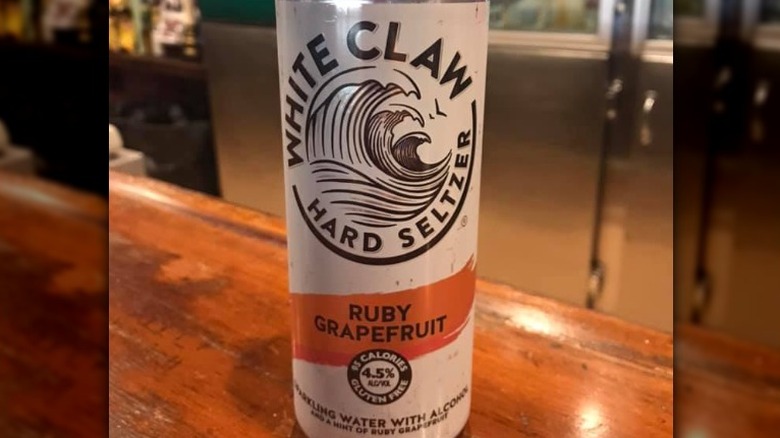 WHITE CLAW
HARD SELTZER
®
RUBY
GRAPEFRUIT
95 CALORIES
4.5%
ALC/VOL
GLUTEN FREE
SPARKLING WATER WITH ALCOHOL
AND A HINT OF RUBY GRAPEFRUIT